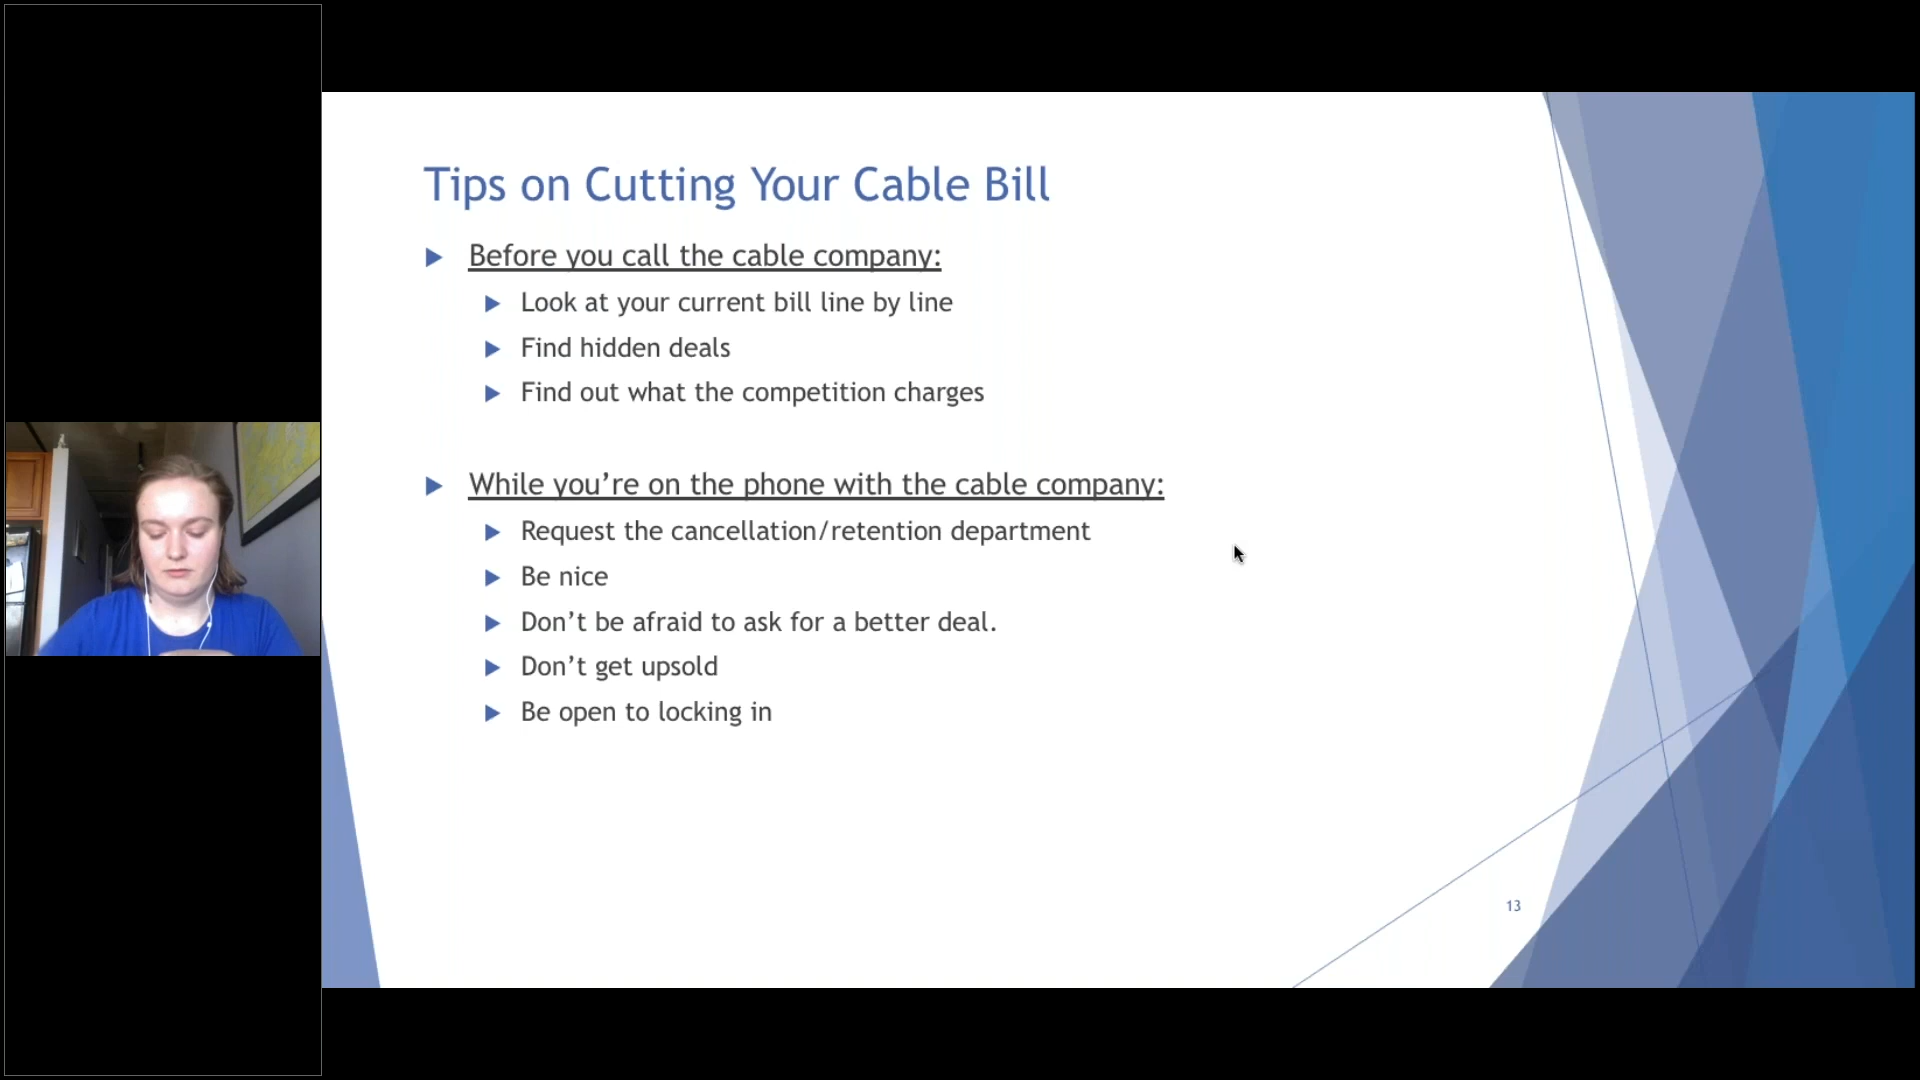 Tips on Cutting Your Cable Bill
Before you call the cable company:
Look at your current bill line by line
Find hidden deals
Find out what the competition charges
While you’re on the phone with the cable company:
Request the cancellation/retention department
Be nice
Don’t be afraid to ask for a better deal.
Don’t get upsold
Be open to locking in
13